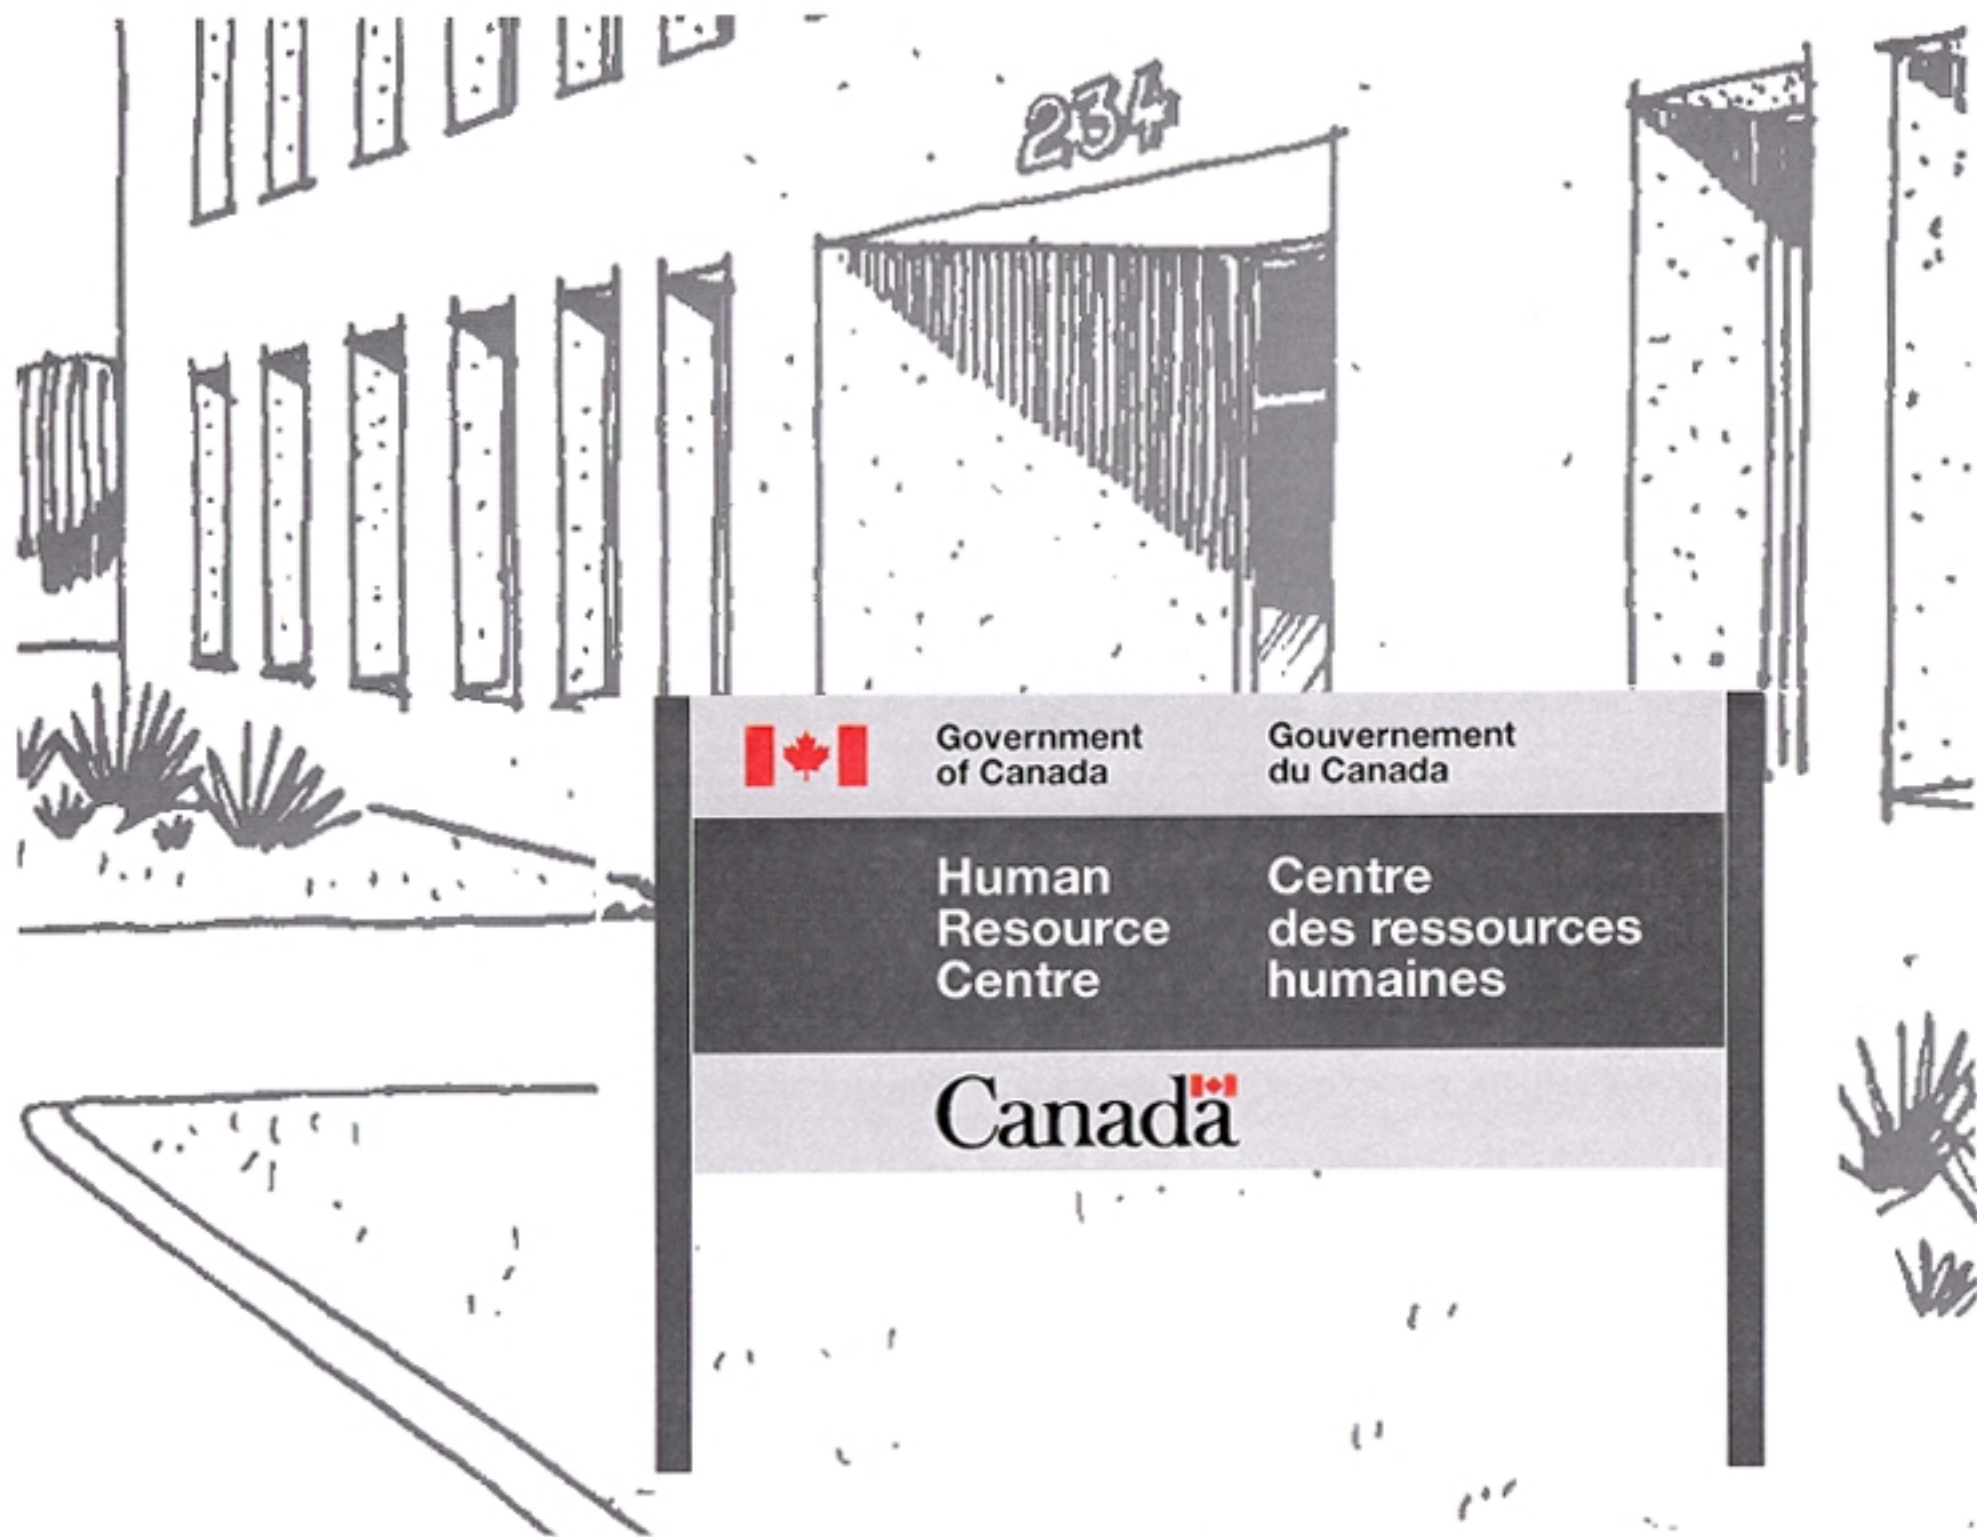 234
Government
of Canada
Gouvernement
du Canada
Human
Resource
Centre
Centre
des ressources
humaines
Canada